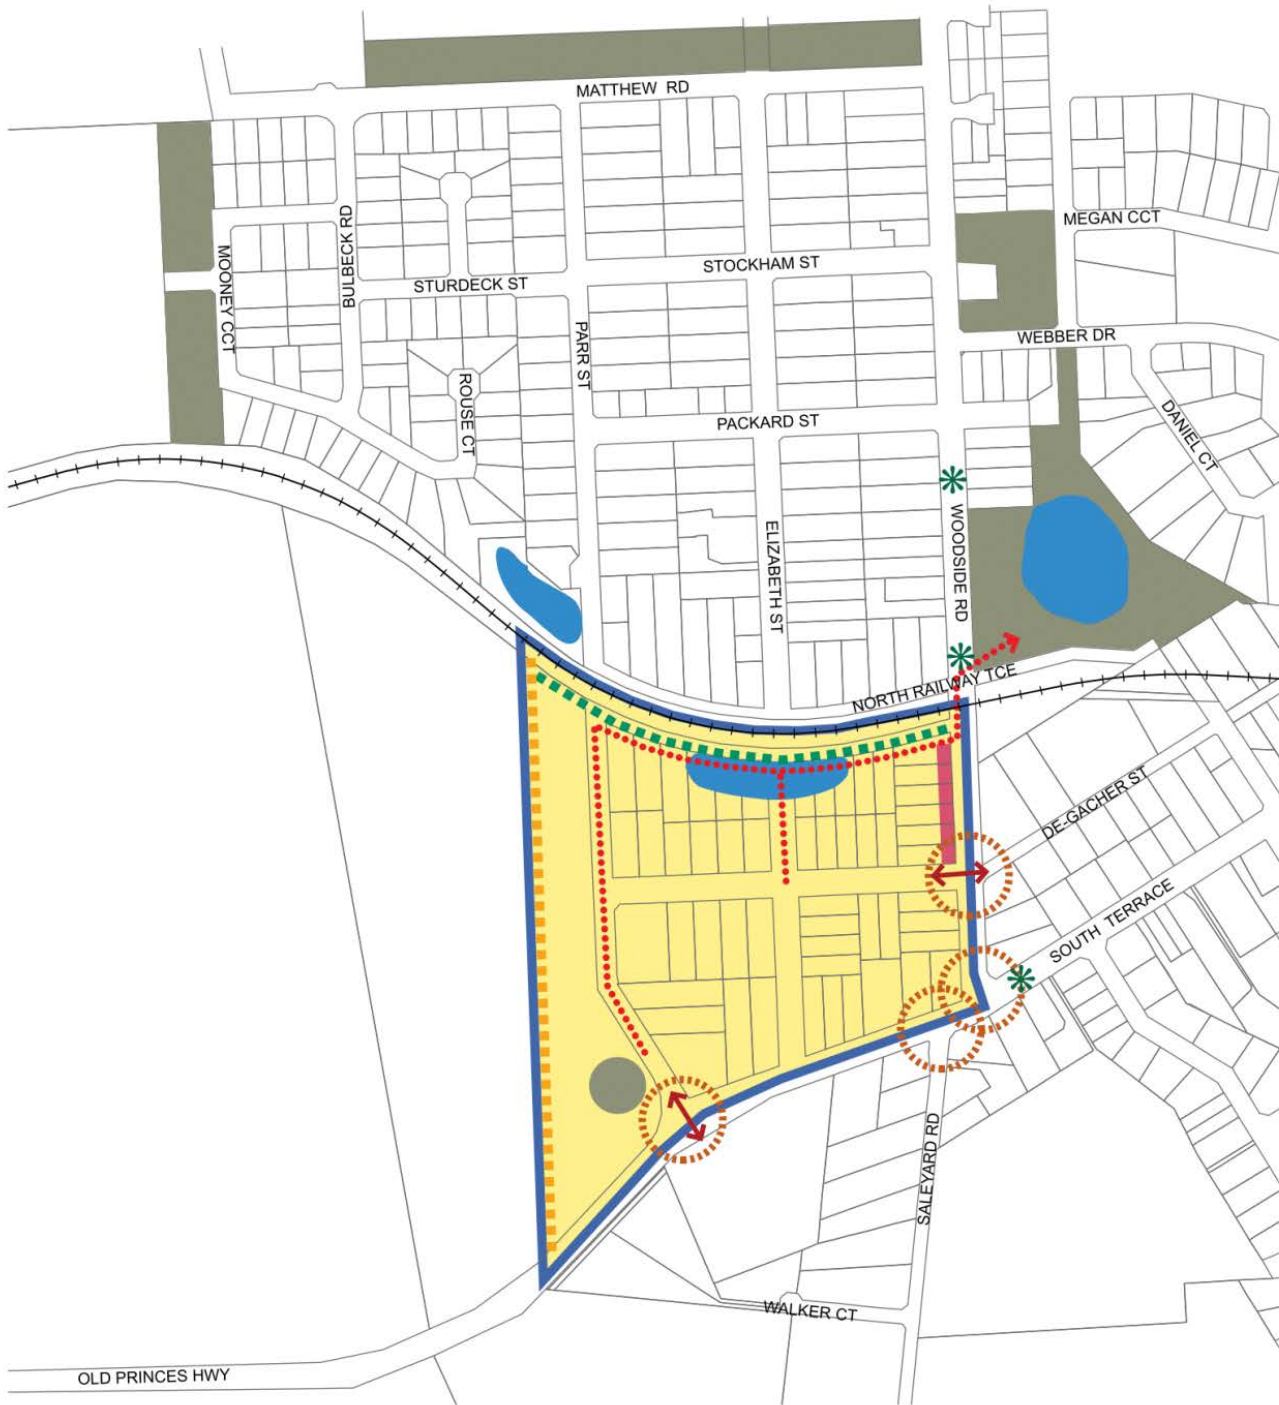 MATTHEW RD
MEGAN CCT
BULBECK RD
MOONEY CCT
STOCKHAM ST
STURDECK ST
PARR ST
WEBBER DR
ROUSE CT
PACKARD ST
DANIEL CT
ELIZABETH ST
WOODSIDE RD
NORTH RAILWAY TCE
DE-GACHER ST
SOUTH TERRACE
SALEYARD RD
WALKER CT
OLD PRINCES HWY